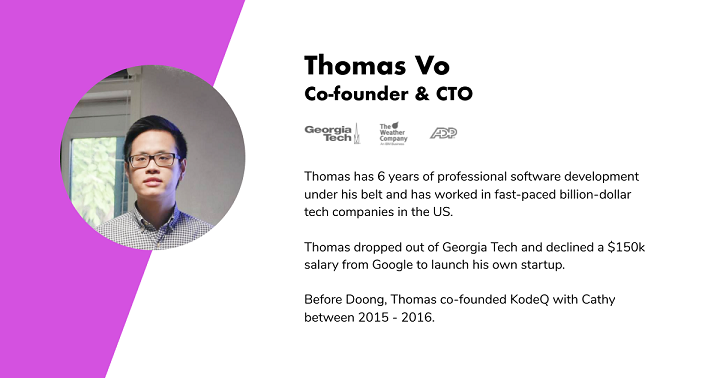 Thomas Vo
Co-founder & CTO
Georgia
Tech
The
Weather
Company
An IBM Business
ADP
Thomas has 6 years of professional software development
under his belt and has worked in fast-paced billion-dollar
tech companies in the US.
Thomas dropped out of Georgia Tech and declined a $150k
salary from Google to launch his own startup.
Before Doong, Thomas co-founded KodeQ with Cathy
between 2015 - 2016.